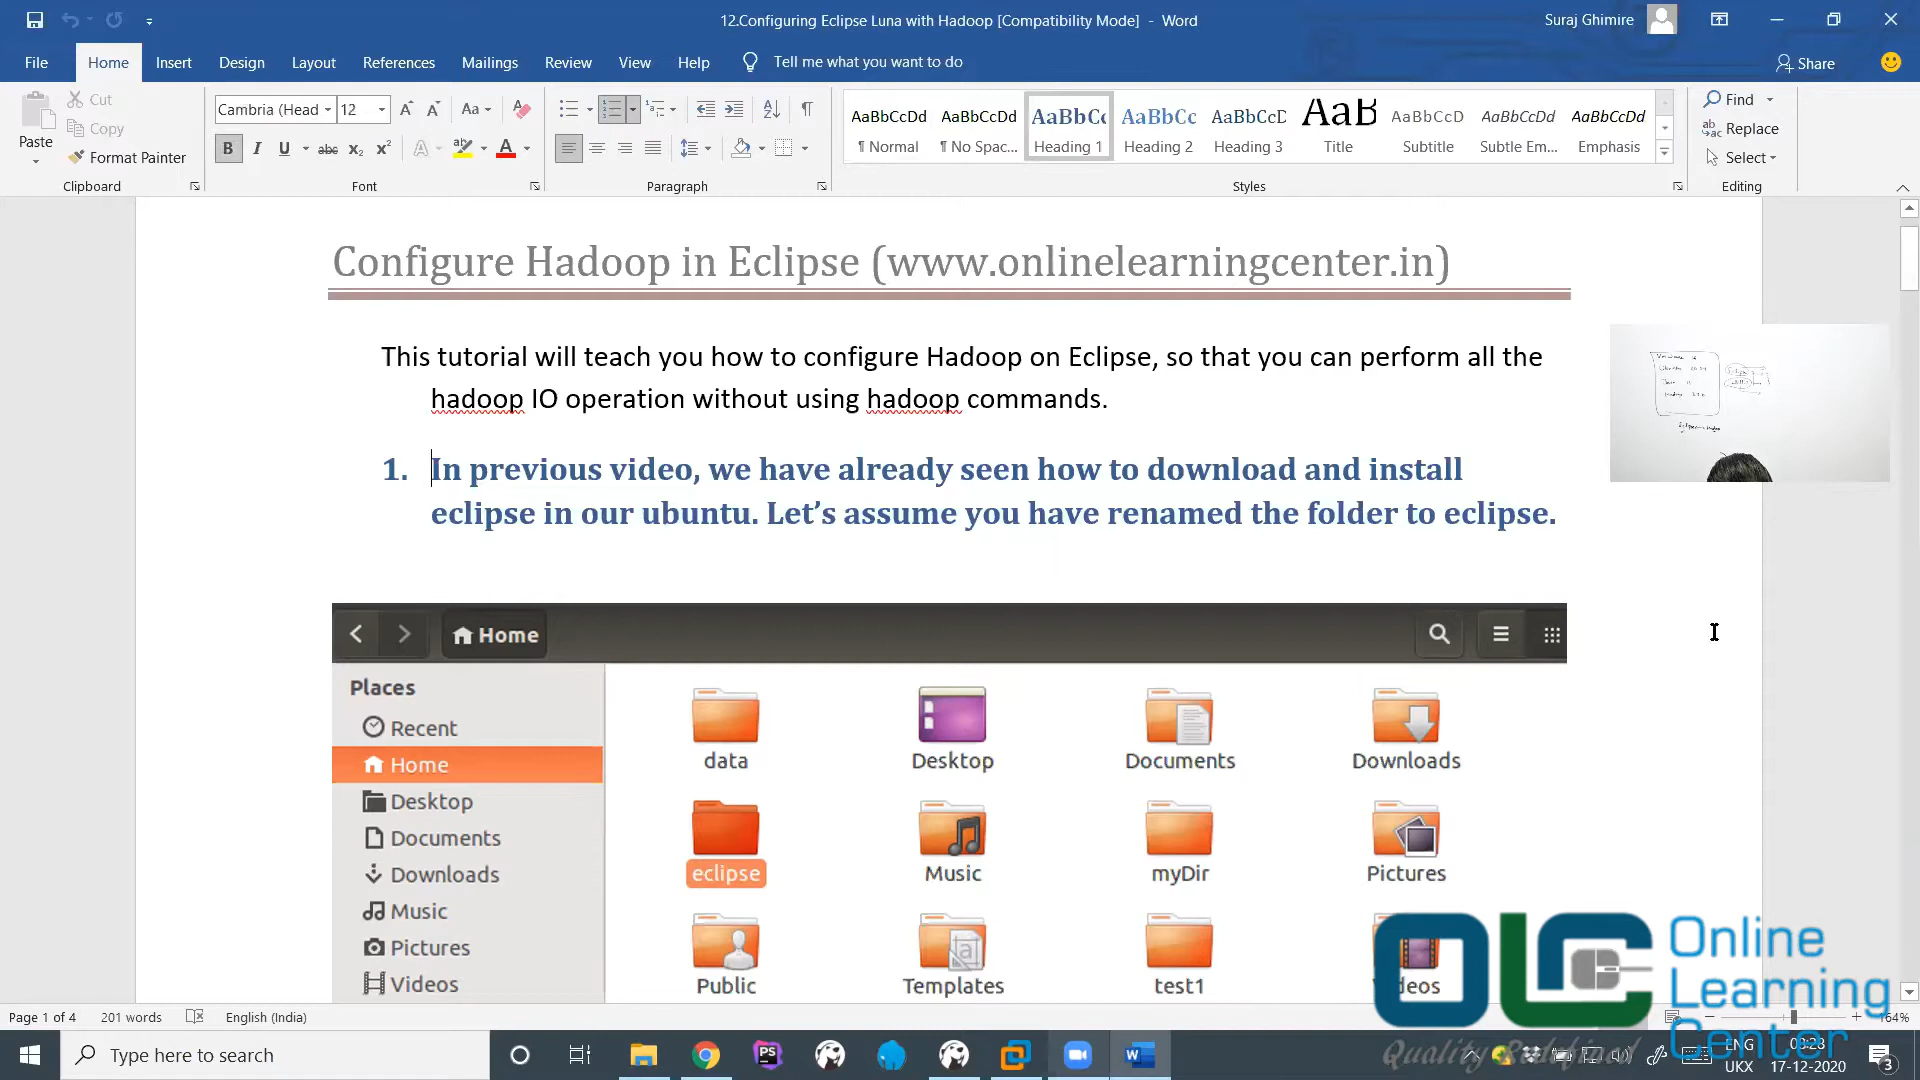 12.Configuring Eclipse Luna with Hadoop [Compatibility Mode] - Word
Suraj Ghimire
File Home Insert Design Layout References Mailings Review View Help Tell me what you want to do Share
Paste
Cut
Copy
Format Painter
Clipboard
Cambria (Head 12
Font
Paragraph
AaBbCcDd AaBbCcDd AaBbCc AaBbCc AaBbCcD AaB AaBbCcD AaBbCcDd AaBbCcDd
¶ Normal ¶ No Spac... Heading 1 Heading 2 Heading 3 Title Subtitle Subtle Em... Emphasis
Styles
Find
Replace
Select
Editing
Configure Hadoop in Eclipse (www.onlinelearningcenter.in)
This tutorial will teach you how to configure Hadoop on Eclipse, so that you can perform all the
hadoop IO operation without using hadoop commands.
1. In previous video, we have already seen how to download and install
eclipse in our ubuntu. Let’s assume you have renamed the folder to eclipse.
Home
Places
Recent
Home
Desktop
Documents
Downloads
Music
Pictures
Videos
data Desktop Documents Downloads
eclipse Music myDir Pictures
Public Templates test1
OLC
Online
Learning
Center
Page 1 of 4 201 words English (India)
164%
Type here to search
ENG
UKX
17-12-2020
3